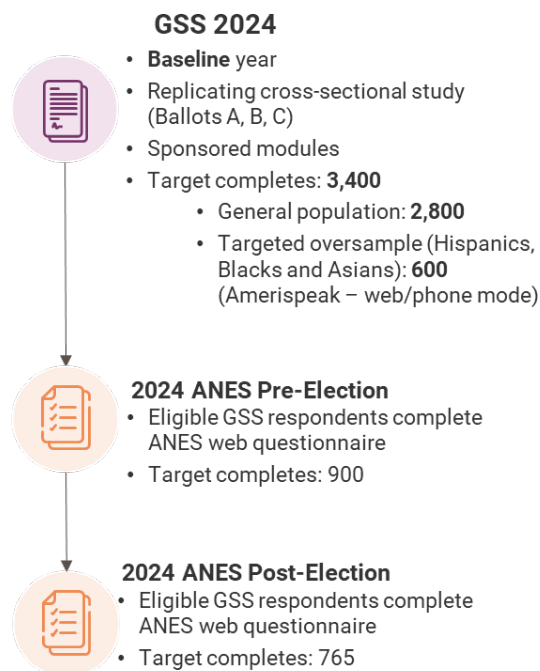 GSS 2024
• Baseline year
• Replicating cross-sectional study
(Ballots A, B, C)
• Sponsored modules
• Target completes: 3,400
• General population: 2,800
• Targeted oversample (Hispanics,
Blacks and Asians): 600
(Amerispeak – web/phone mode)
2024 ANES Pre-Election
• Eligible GSS respondents complete
ANES web questionnaire
• Target completes: 900
2024 ANES Post-Election
• Eligible GSS respondents complete
ANES web questionnaire
• Target completes: 765